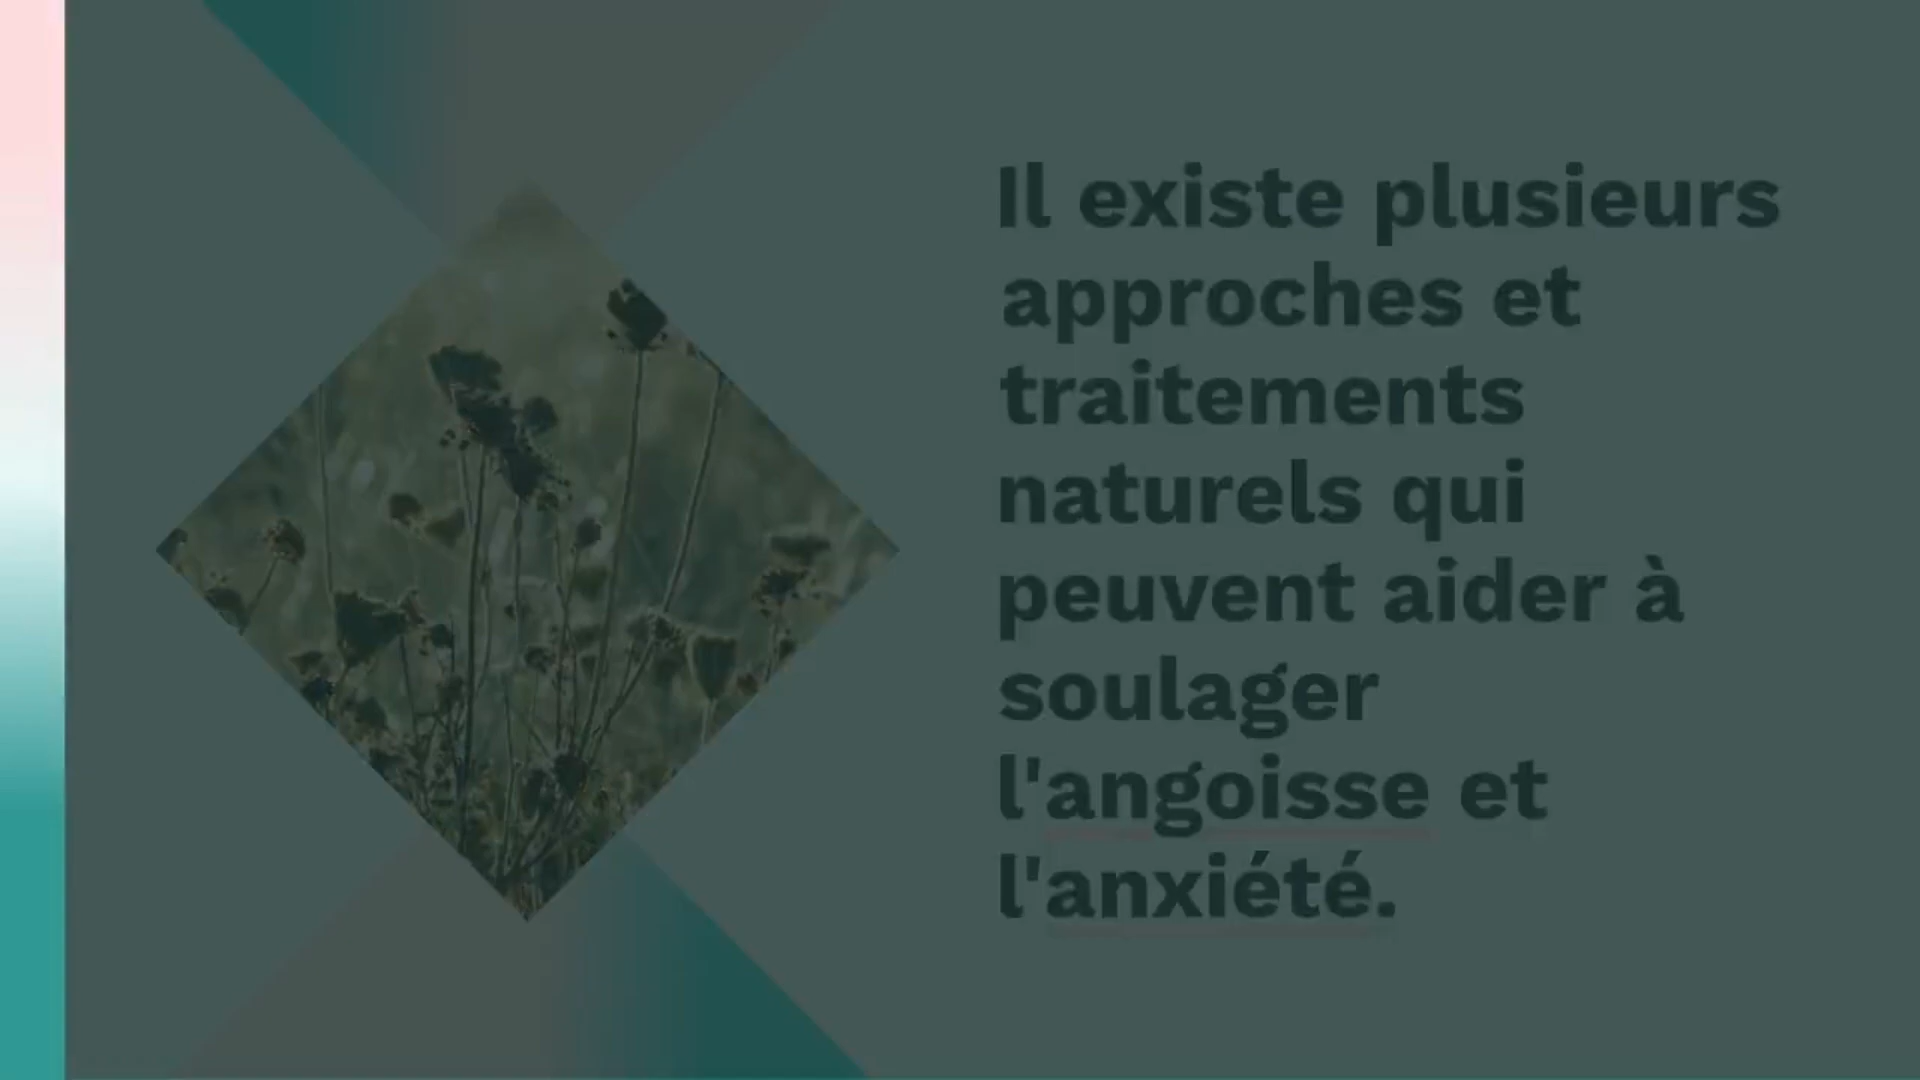 Il existe plusieurs
approches et
traitements
naturels qui
peuvent aider à
soulager
l'angoisse et
l'anxiété.